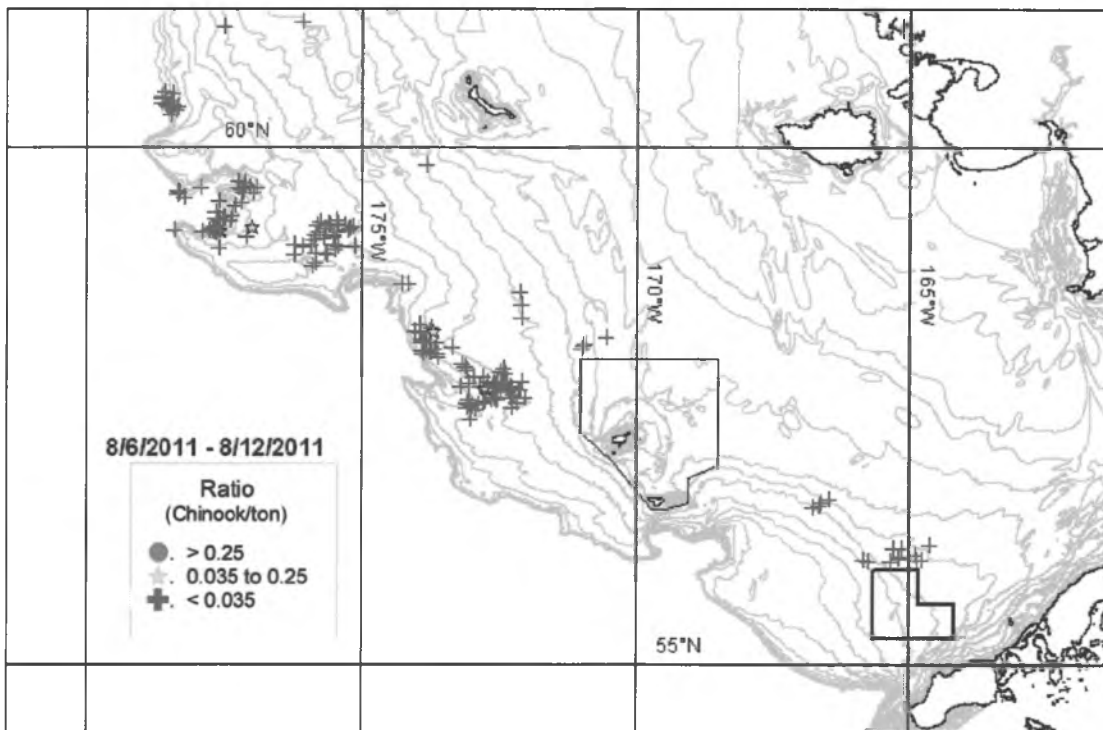 60°N
175°W
170°W
165°W
8/6/2011 - 8/12/2011
Ratio
(Chinook/ton)
. > 0.25
. 0.035 to 0.25
. < 0.035
55°N